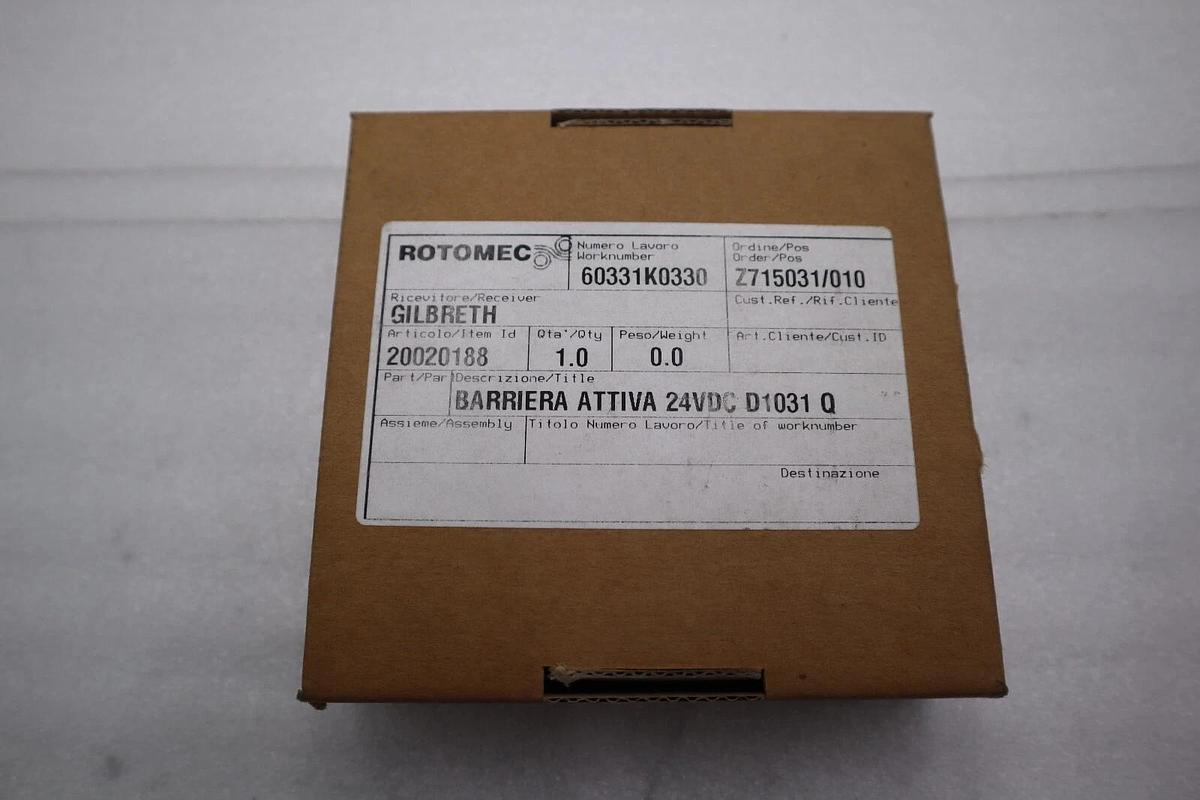 ROTOMEC
Numero Lavoro
Worknumber
60331K0330
Ordine/Pos
Order/Pos
Z715031/010
Ricevitore/Receiver
GILBRETH
Cust.Ref./Rif.Cliente
Articolo/Item Id
20020188
Qta'/Qty
1.0
Peso/Weight
0.0
Art.Cliente/Cust.ID
Part/Par
Descrizione/Title
BARRIERA ATTIVA 24VDC D1031 Q
Assieme/Assembly
Titolo Numero Lavoro/Title of worknumber
Destinazione